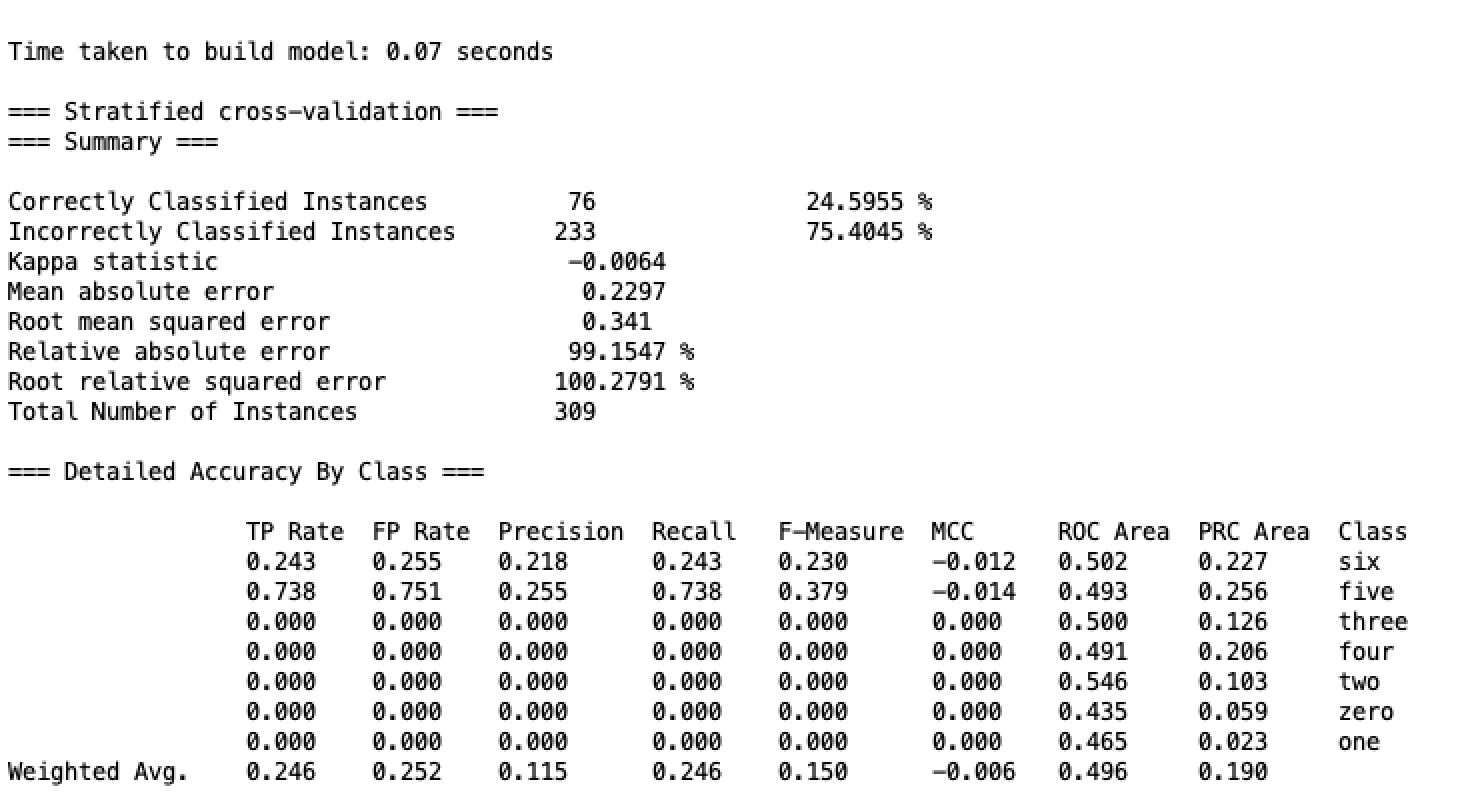 Time taken to build model: 0.07 seconds
=== Stratified cross-validation ===
=== Summary ===
Correctly Classified Instances 76 24.5955 %
Incorrectly Classified Instances 233 75.4045 %
Kappa statistic -0.0064
Mean absolute error 0.2297
Root mean squared error 0.341
Relative absolute error 99.1547 %
Root relative squared error 100.2791 %
Total Number of Instances 309
=== Detailed Accuracy By Class ===
TP Rate FP Rate Precision Recall F-Measure MCC ROC Area PRC Area Class
0.243 0.255 0.218 0.243 0.230 -0.012 0.502 0.227 six
0.738 0.751 0.255 0.738 0.379 -0.014 0.493 0.256 five
0.000 0.000 0.000 0.000 0.000 0.000 0.500 0.126 three
0.000 0.000 0.000 0.000 0.000 0.000 0.491 0.206 four
0.000 0.000 0.000 0.000 0.000 0.000 0.546 0.103 two
0.000 0.000 0.000 0.000 0.000 0.000 0.435 0.059 zero
0.000 0.000 0.000 0.000 0.000 0.000 0.465 0.023 one
Weighted Avg. 0.246 0.252 0.115 0.246 0.150 -0.006 0.496 0.190